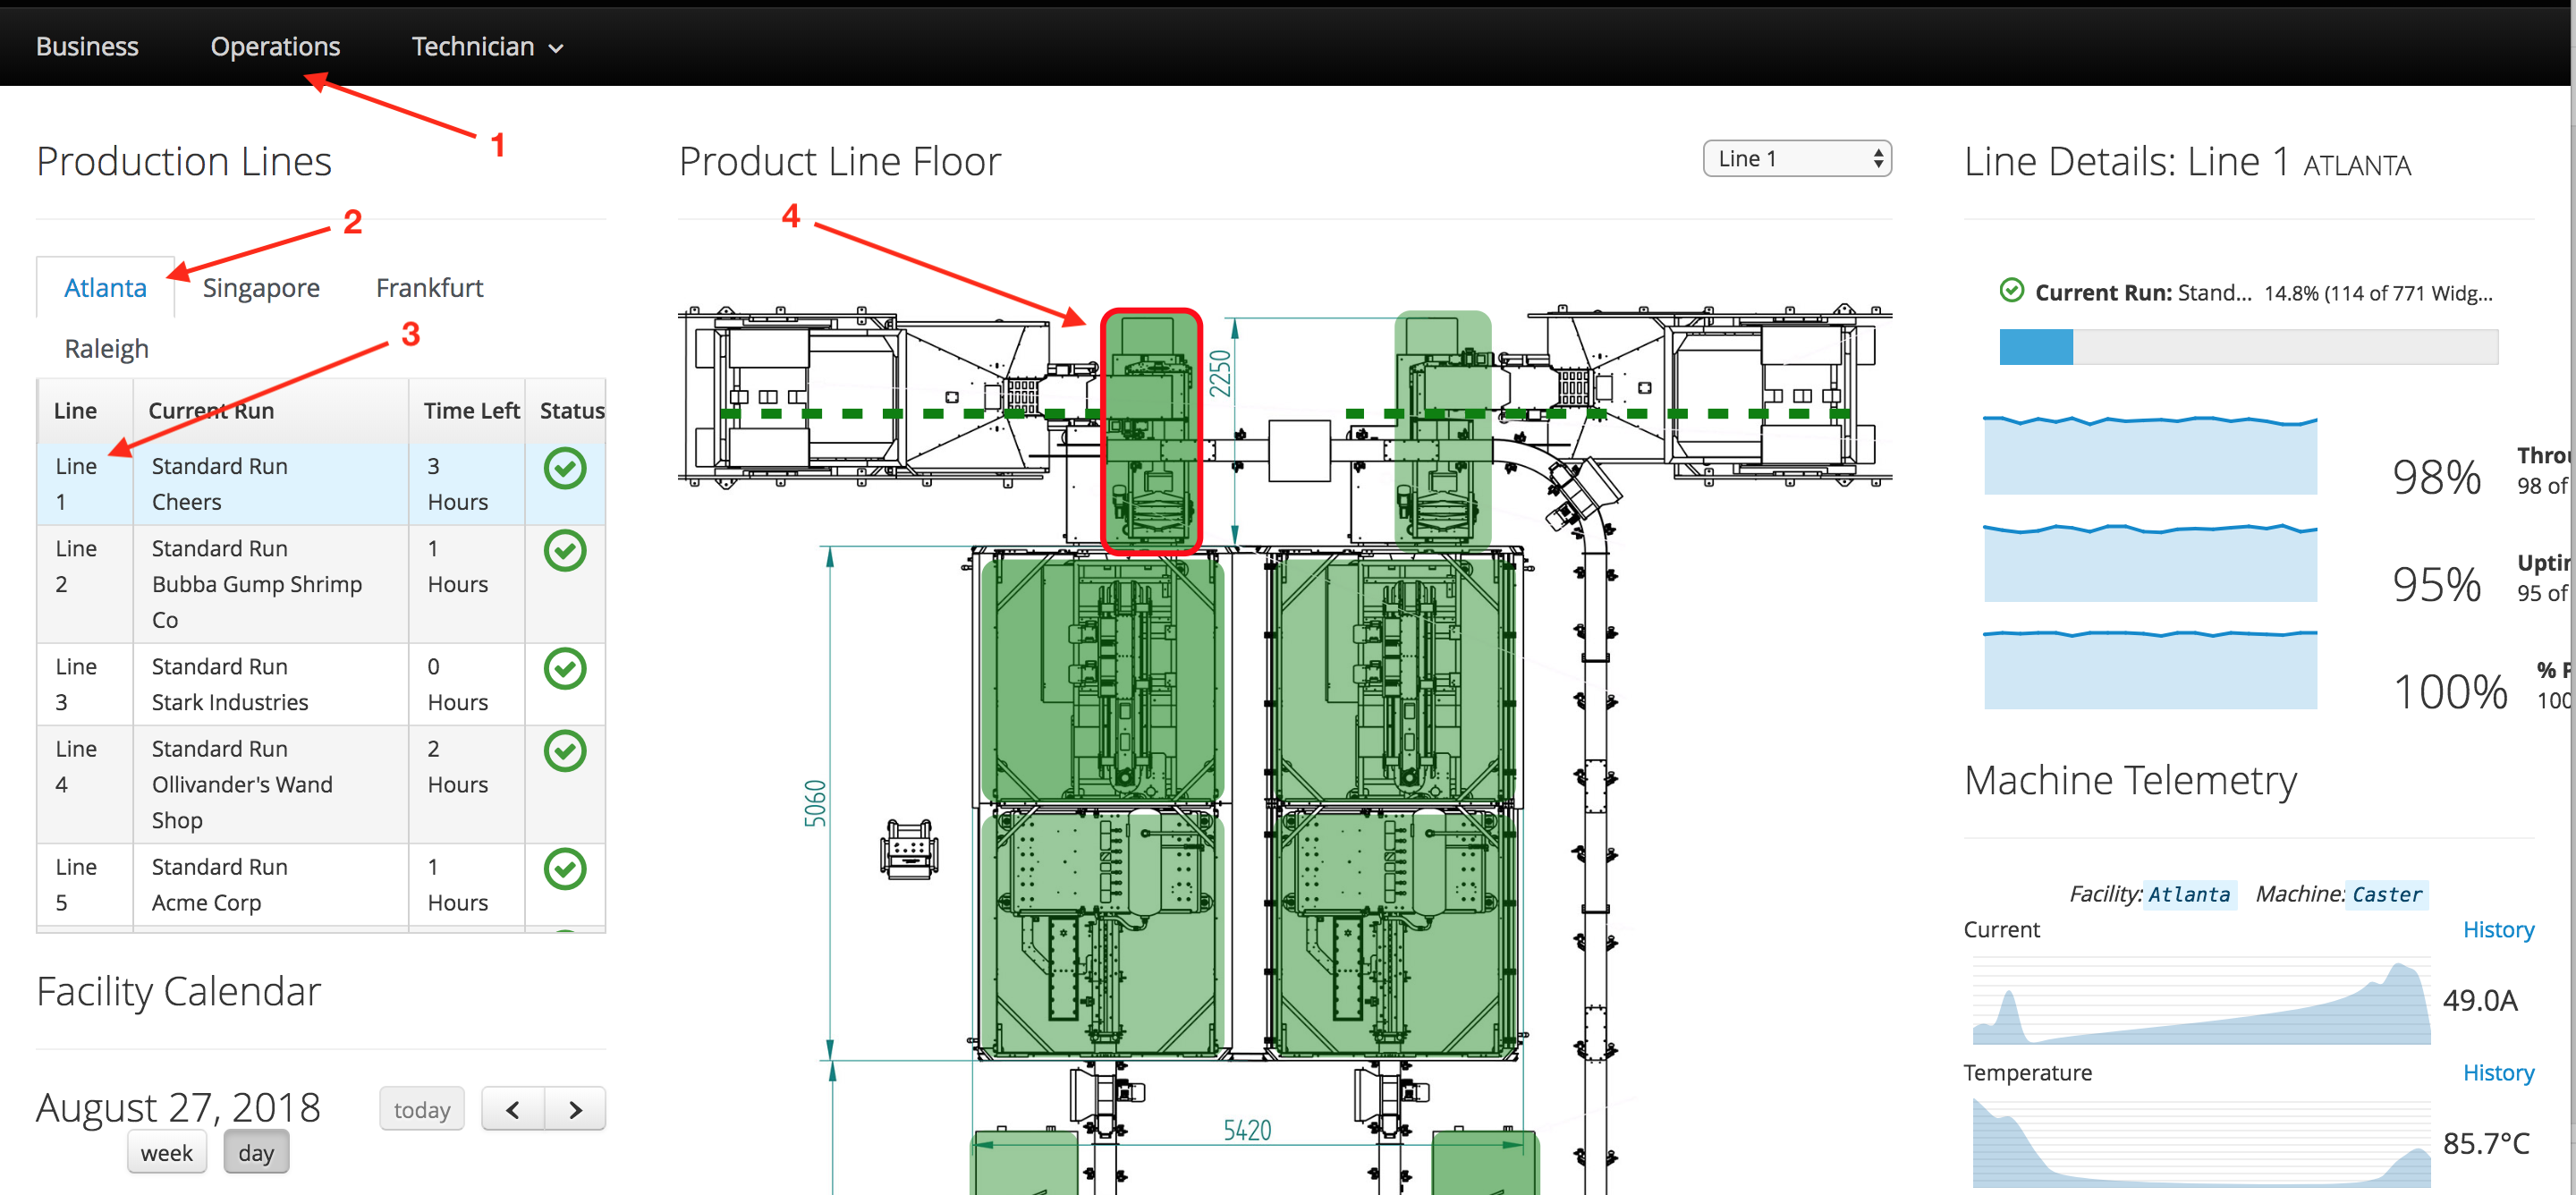 Business Operations Technician
1
Production Lines
2
Atlanta Singapore Frankfurt
Raleigh
3
Line Current Run Time Left Status
Line 1 Standard Run Cheers 3 Hours
Line 2 Standard Run Bubba Gump Shrimp Co 1 Hours
Line 3 Standard Run Stark Industries 0 Hours
Line 4 Standard Run Ollivander's Wand Shop 2 Hours
Line 5 Standard Run Acme Corp 1 Hours
Facility Calendar
August 27, 2018 today
week day
Product Line Floor Line 1
4
2250
5060
5420
Line Details: Line 1 ATLANTA
Current Run: Stand... 14.8% (114 of 771 Widg...
98% Throu
98 of
95% Uptin
95 of
100% % P
100
Machine Telemetry
Facility: Atlanta Machine: Caster
Current History
49.0A
Temperature History
85.7°C